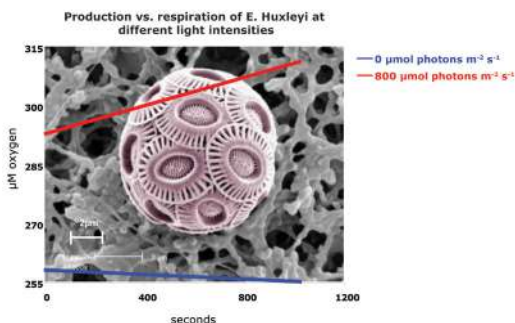 Production vs. respiration of E. Huxleyi at
different light intensities
0 µmol photons m⁻² s⁻¹
800 µmol photons m⁻² s⁻¹
315
300
285
270
255
µM oxygen
2µm
0
400
800
1200
seconds